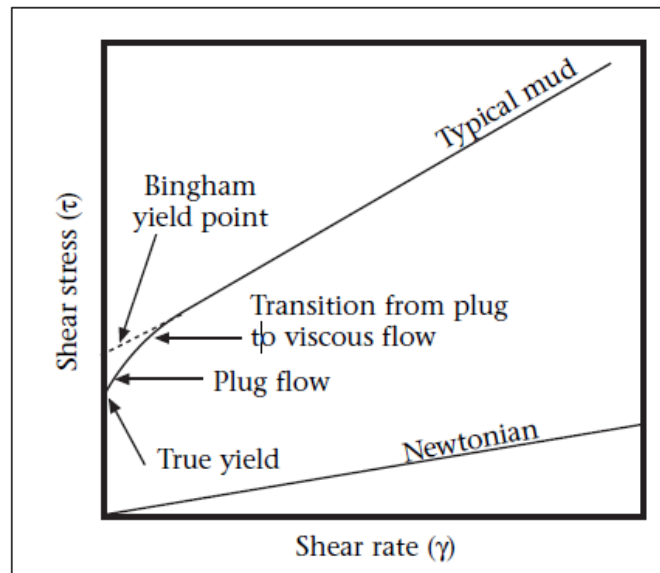 Typical mud
Bingham
yield point
Shear stress (τ)
Transition from plug
to viscous flow
Plug flow
True yield
Newtonian
Shear rate (γ)